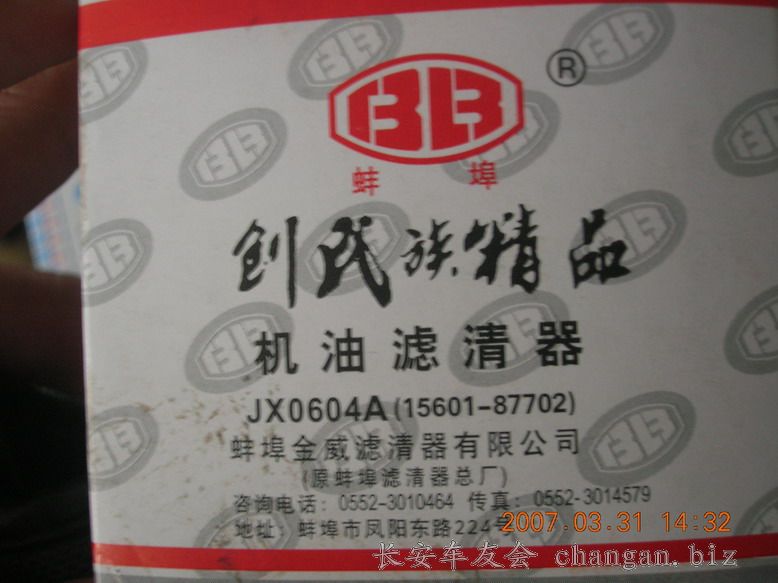 BB ®
蚌埠
创民族精品
机油滤清器
JX0604A(15601-87702)
蚌埠金威滤清器有限公司
(原蚌埠滤清器总厂)
咨询电话: 0552-3010464 传真: 0552-3014579
地址: 蚌埠市凤阳东路224号
2007.03.31 14:32
长安车友会 changan.biz